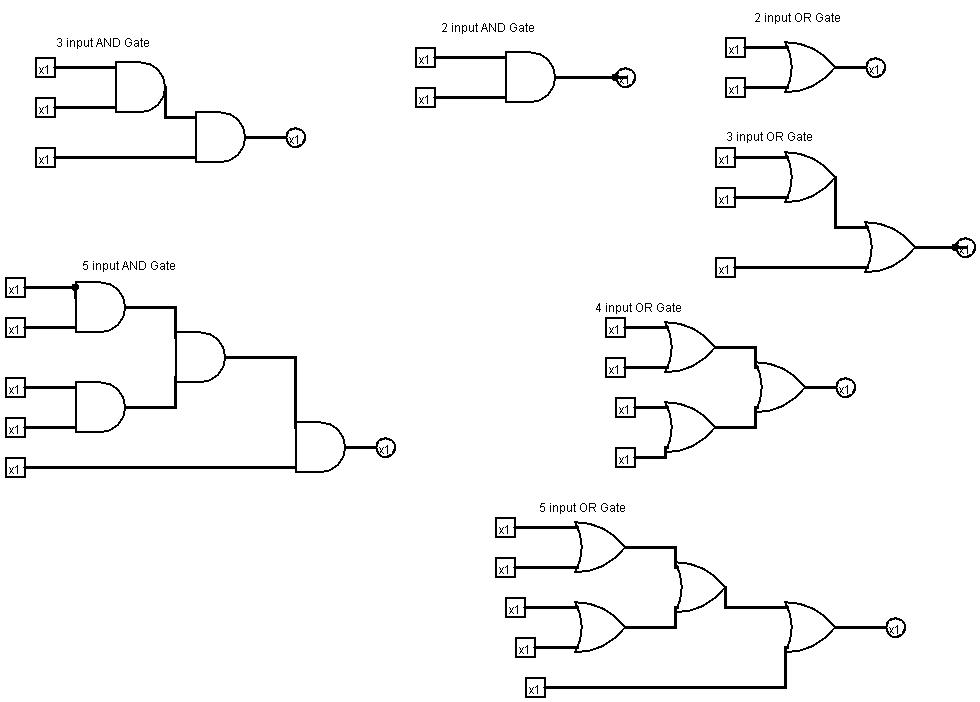 3 input AND Gate
x1
x1
x1
x1
2 input AND Gate
x1
x1
x1
2 input OR Gate
x1
x1
x1
3 input OR Gate
x1
x1
x1
x1
5 input AND Gate
x1
x1
x1
x1
x1
x1
4 input OR Gate
x1
x1
x1
x1
x1
5 input OR Gate
x1
x1
x1
x1
x1
x1